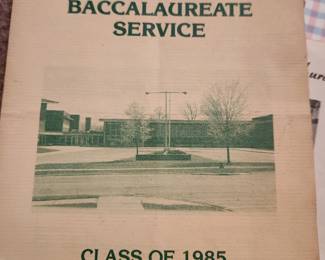 BACCALAUREATE
SERVICE
CLASS OF 1985